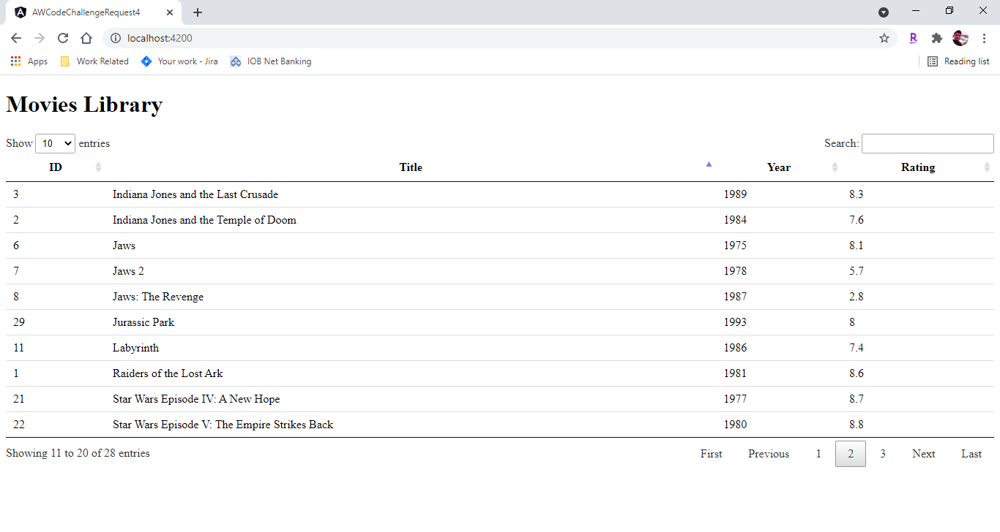 AWCodeChallengeRequest4
localhost:4200
R
Apps Work Related Your work - Jira IOB Net Banking Reading list
Movies Library
Show 10 entries Search:
ID Title Year Rating
3 Indiana Jones and the Last Crusade 1989 8.3
2 Indiana Jones and the Temple of Doom 1984 7.6
6 Jaws 1975 8.1
7 Jaws 2 1978 5.7
8 Jaws: The Revenge 1987 2.8
29 Jurassic Park 1993 8
11 Labyrinth 1986 7.4
1 Raiders of the Lost Ark 1981 8.6
21 Star Wars Episode IV: A New Hope 1977 8.7
22 Star Wars Episode V: The Empire Strikes Back 1980 8.8
Showing 11 to 20 of 28 entries First Previous 1 2 3 Next Last